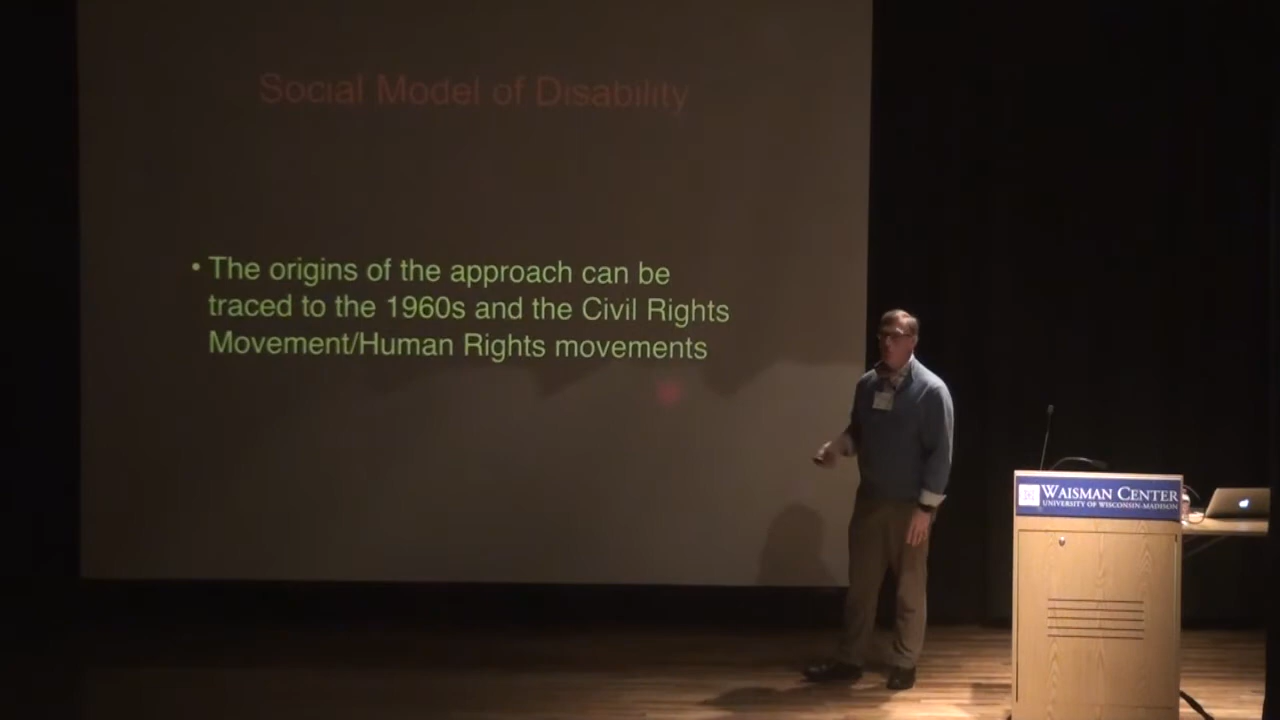 Social Model of Disability
• The origins of the approach can be
traced to the 1960s and the Civil Rights
Movement/Human Rights movements
WAISMAN CENTER
UNIVERSITY OF WISCONSIN-MADISON